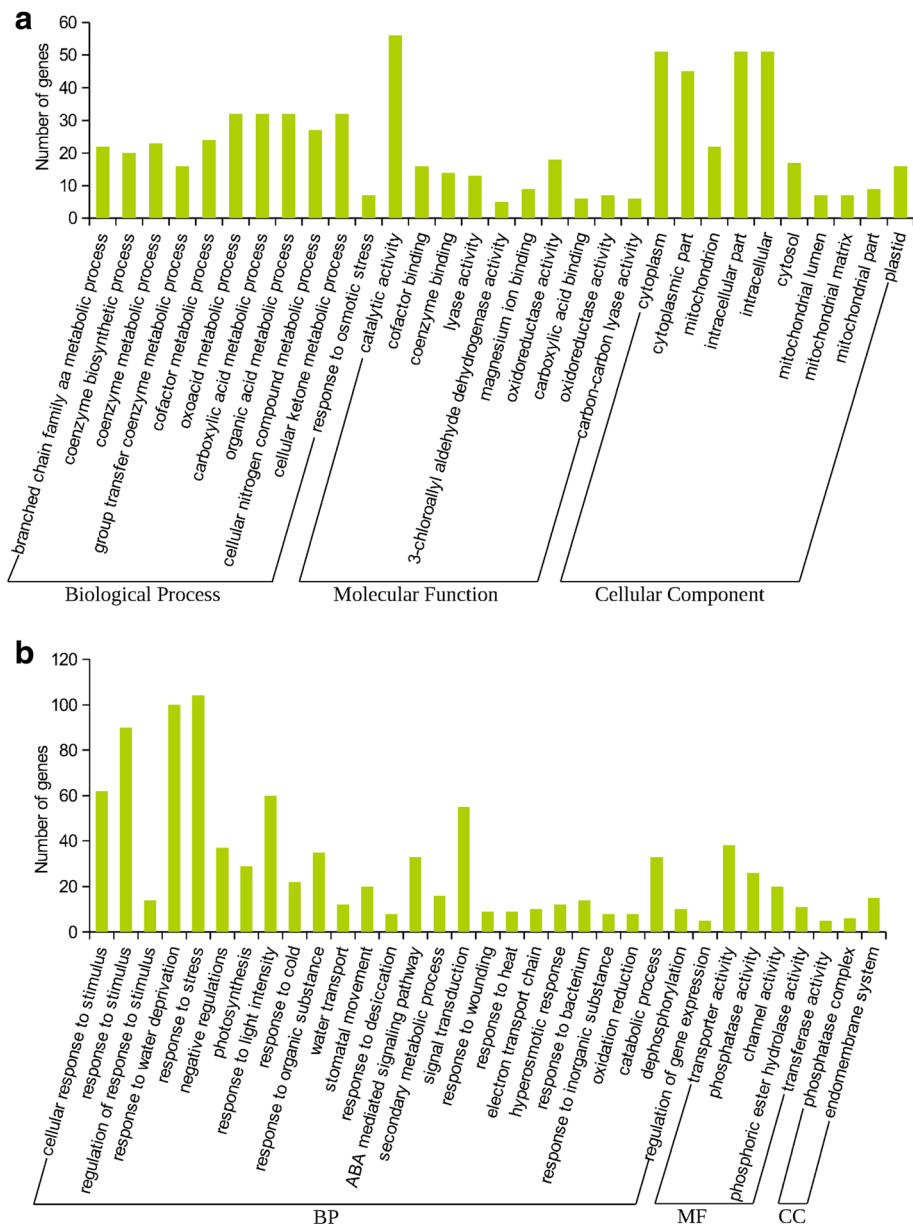 a
Number of genes
60
50
40
30
20
10
0
branched chain family aa metabolic process
coenzyme biosynthetic process
coenzyme metabolic process
group transfer coenzyme metabolic process
cofactor metabolic process
oxoacid metabolic process
carboxylic acid metabolic process
organic acid metabolic process
cellular nitrogen compound metabolic process
cellular ketone metabolic process
response to osmotic stress
catalytic activity
cofactor binding
coenzyme binding
lyase activity
3-chloroallyl aldehyde dehydrogenase activity
magnesium ion binding
oxidoreductase activity
carboxylic acid binding
oxidoreductase activity
carbon-carbon lyase activity
cytoplasm
cytoplasmic part
mitochondrion
intracellular part
intracellular
cytosol
mitochondrial lumen
mitochondrial matrix
mitochondrial part
plastid
Biological Process
Molecular Function
Cellular Component
b
Number of genes
120
100
80
60
40
20
0
cellular response to stimulus
response to stimulus
regulation of response to stimulus
response to water derivation
response to stress
negative regulations
photosynthesis
response to light intensity
response to cold
response to organic substance
water transport
stomatal movement
response to desiccation
ABA mediated signaling pathway
secondary metabolic process
signal transduction
response to wounding
response to heat
electron transport chain
hyperosmotic response
response to bacterium
response to inorganic substance
oxidation reduction
catabolic process
dephosphorylation
regulation of gene expression
transporter activity
phosphatase activity
channel activity
phosphoric ester hydrolase activity
transferase activity
phosphatase complex
endomembrane system
BP
MF
CC